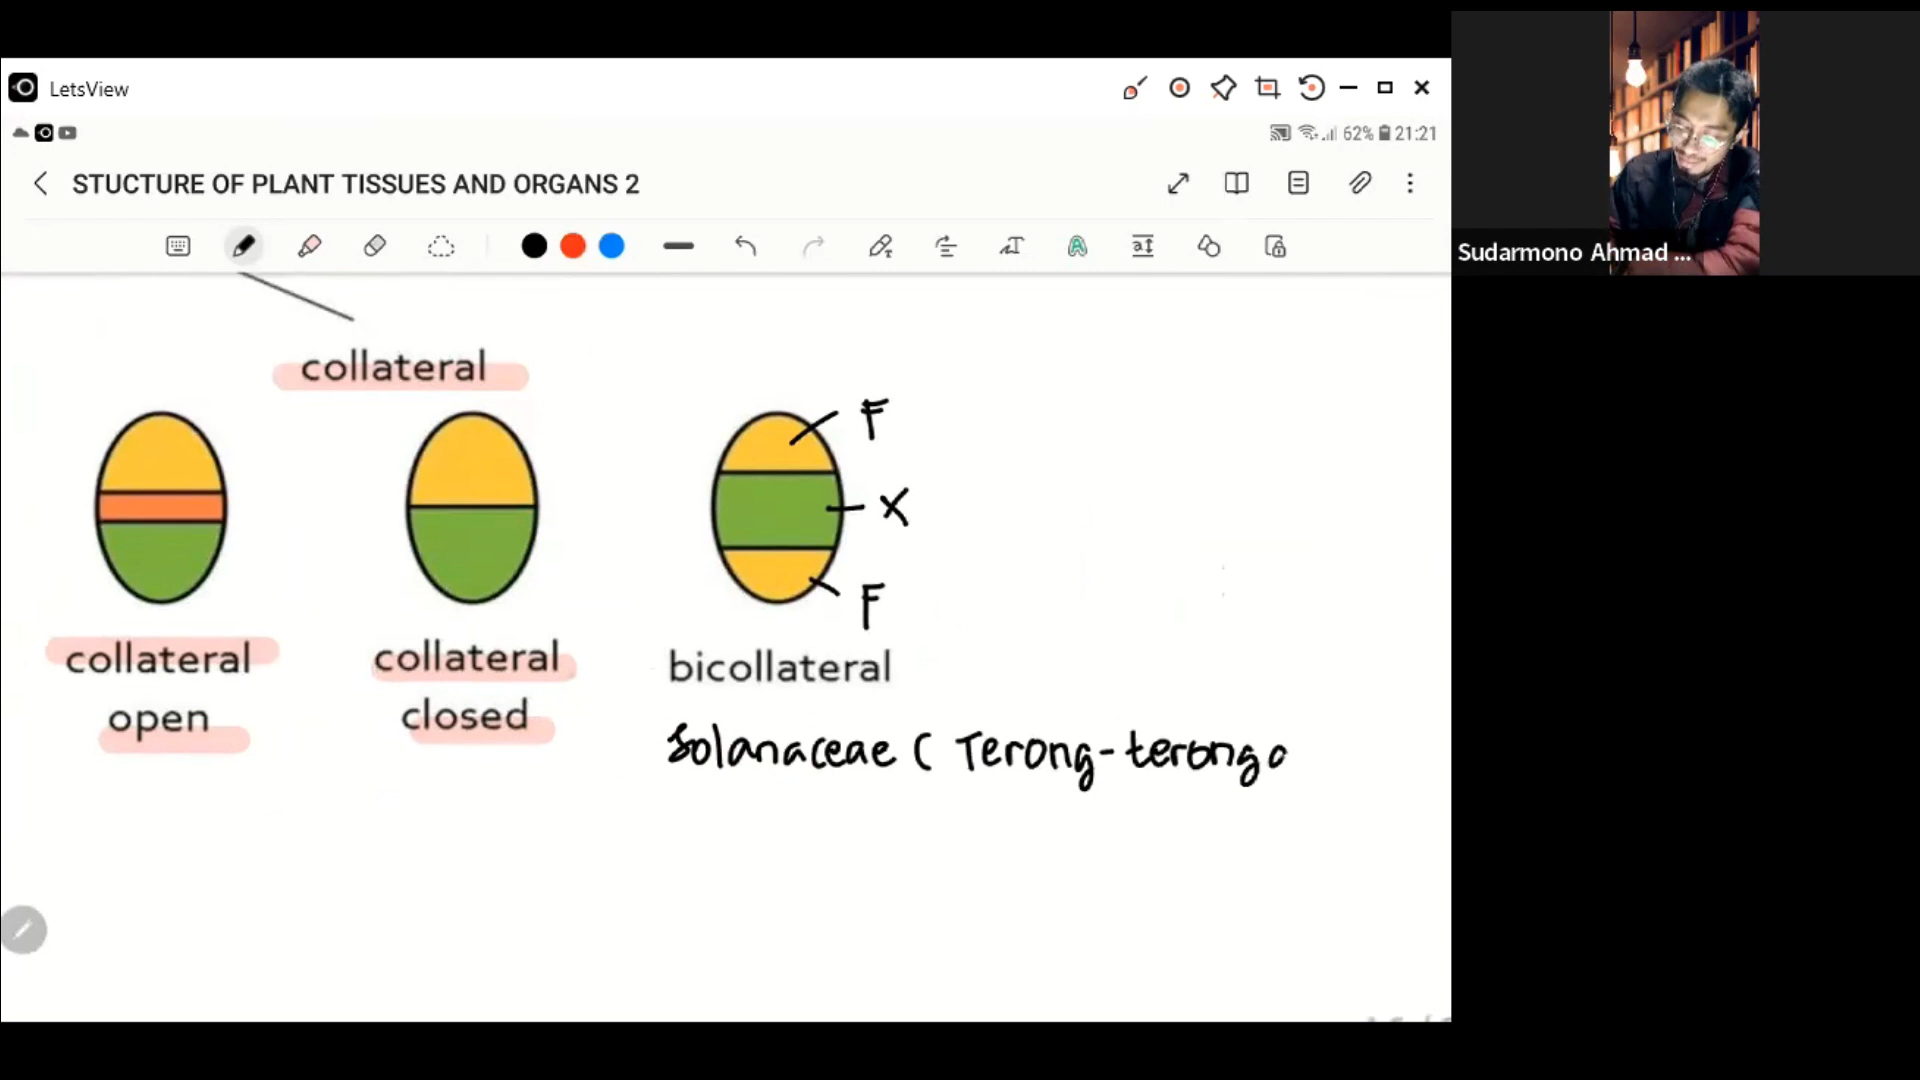 LetsView
62% 21:21
STUCTURE OF PLANT TISSUES AND ORGANS 2
Sudarmono Ahmad ...
collateral
F
X
F
collateral open
collateral closed
bicollateral
Solanaceae ( Terong-terong